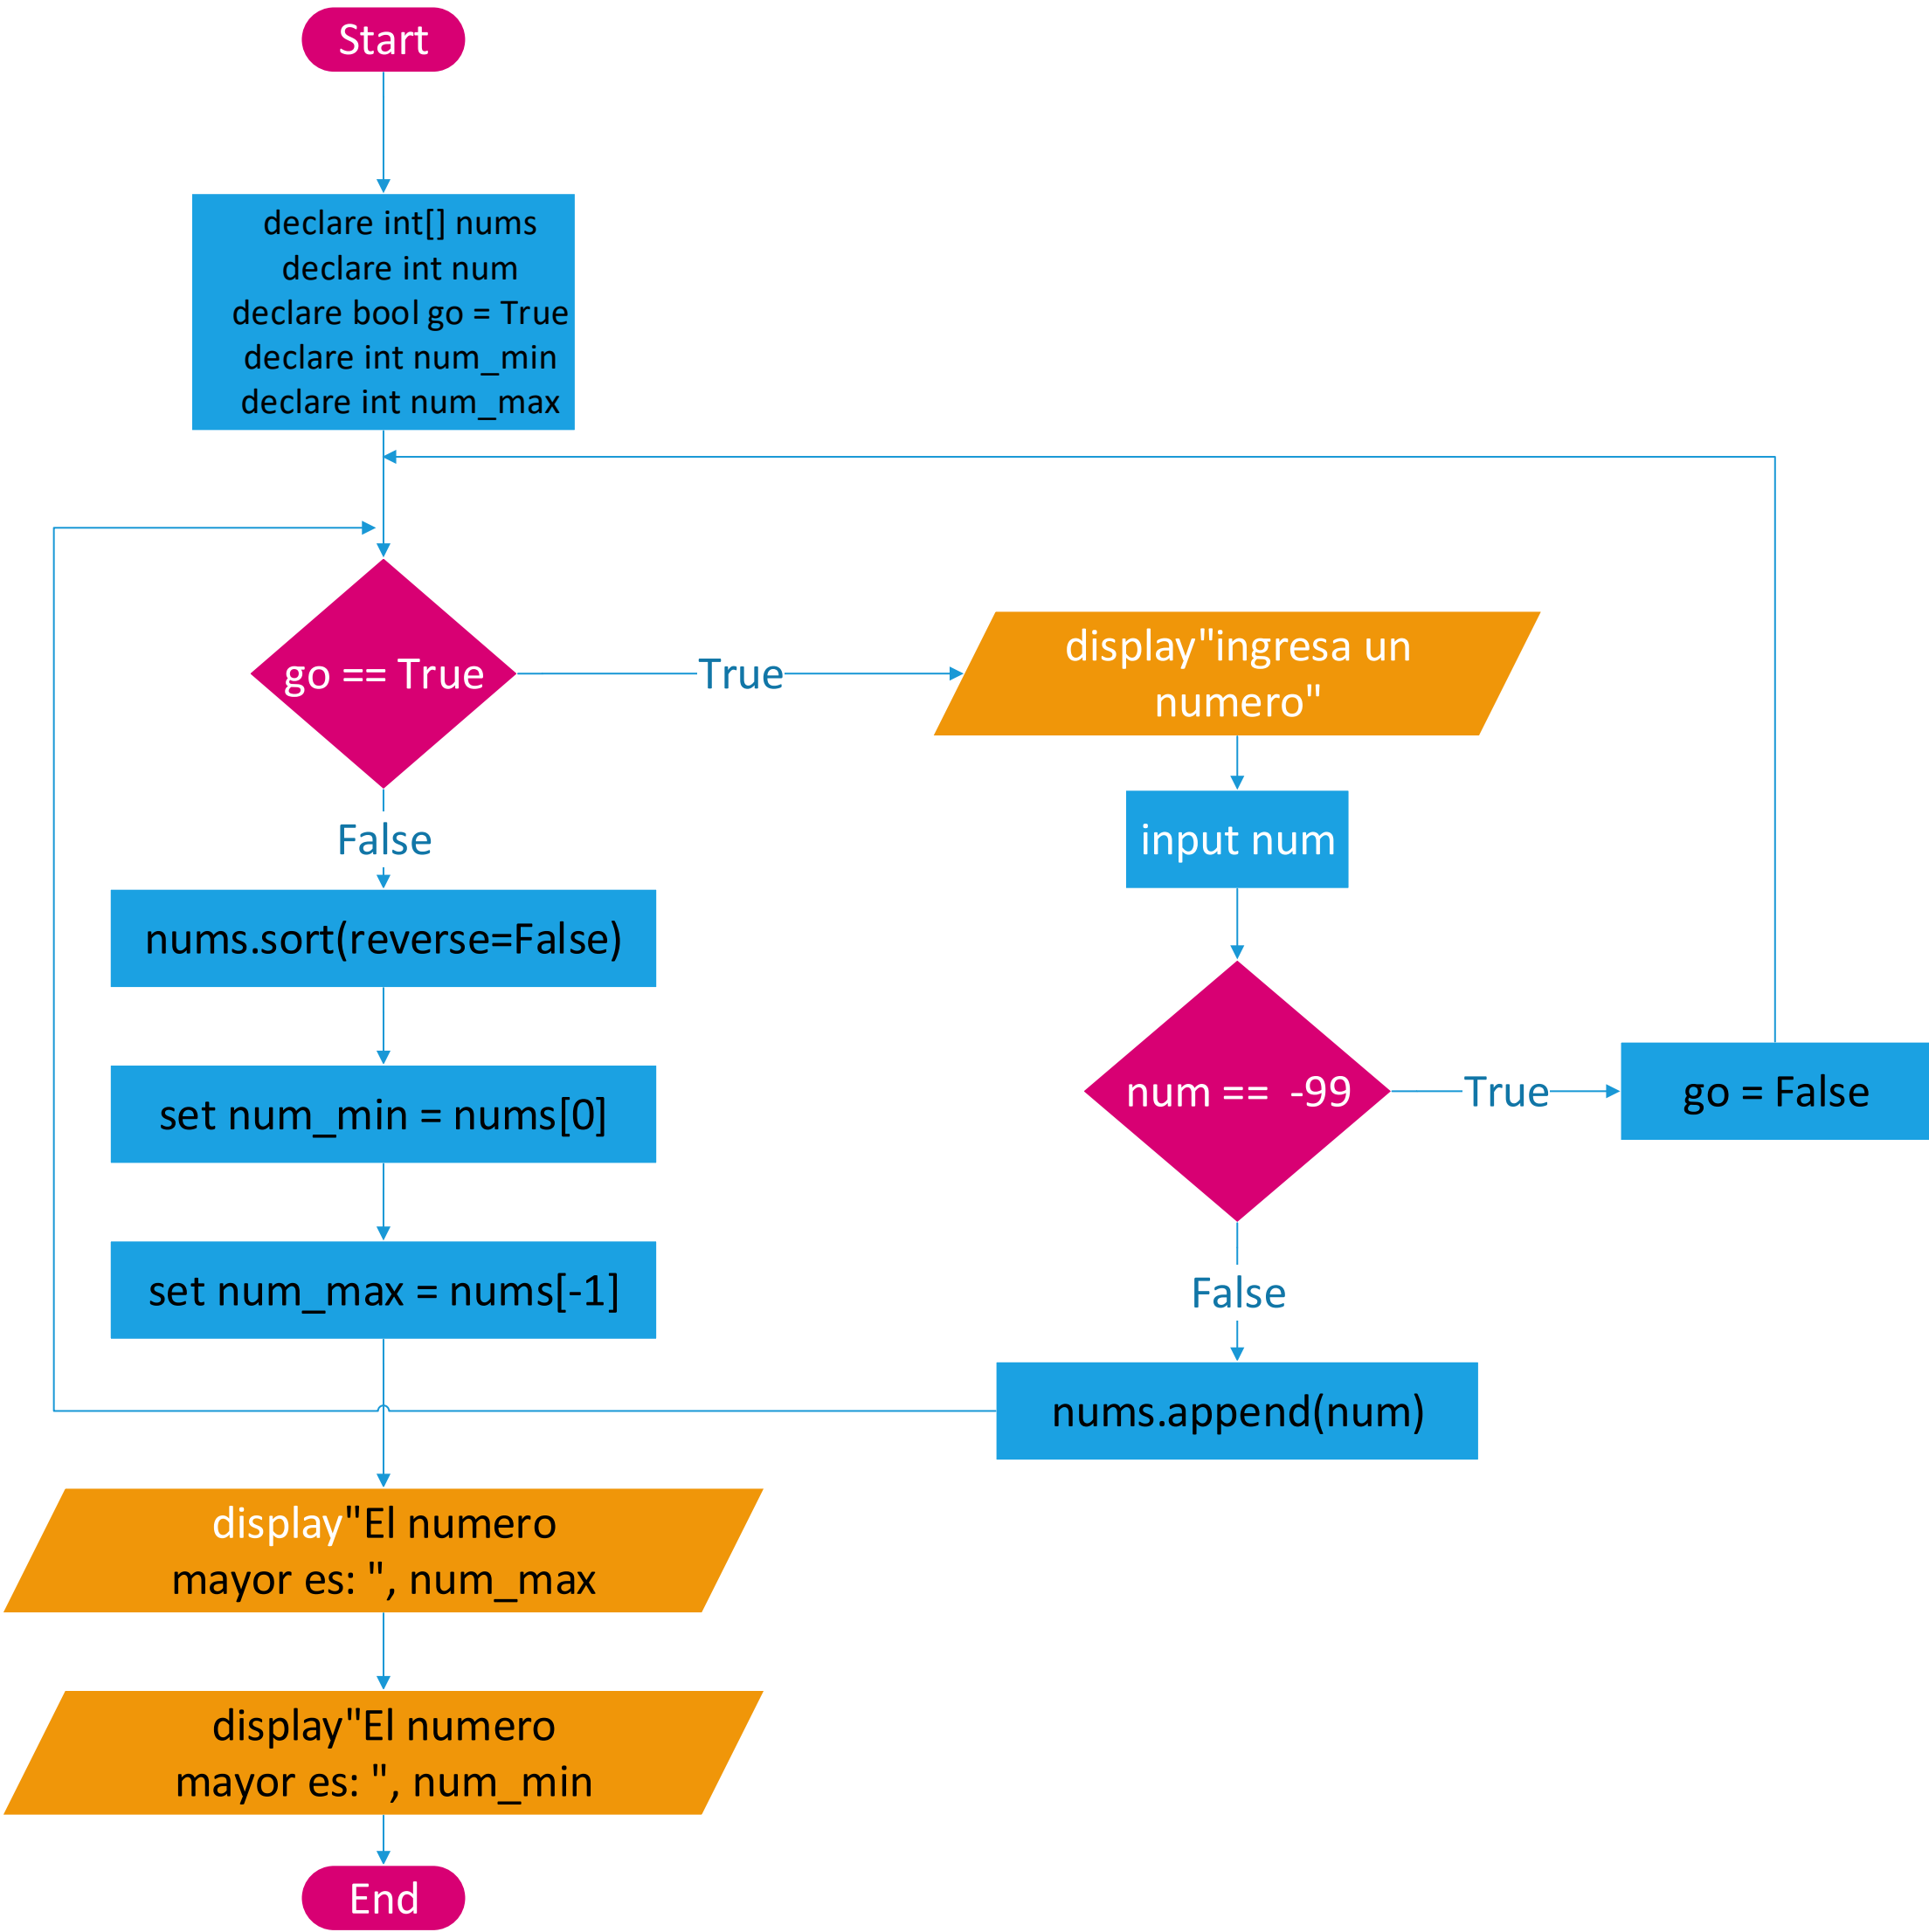 Start
declare int[] nums
declare int num
declare bool go = True
declare int num_min
declare int num_max
go == True
True
display"ingresa un
numero"
input num
False
nums.sort(reverse=False)
set num_min = nums[0]
num ==  -99
True
go = False
set num_max = nums[-1]
False
nums.append(num)
display"El numero
mayor es: ", num_max
display"El numero
mayor es: ", num_min
End